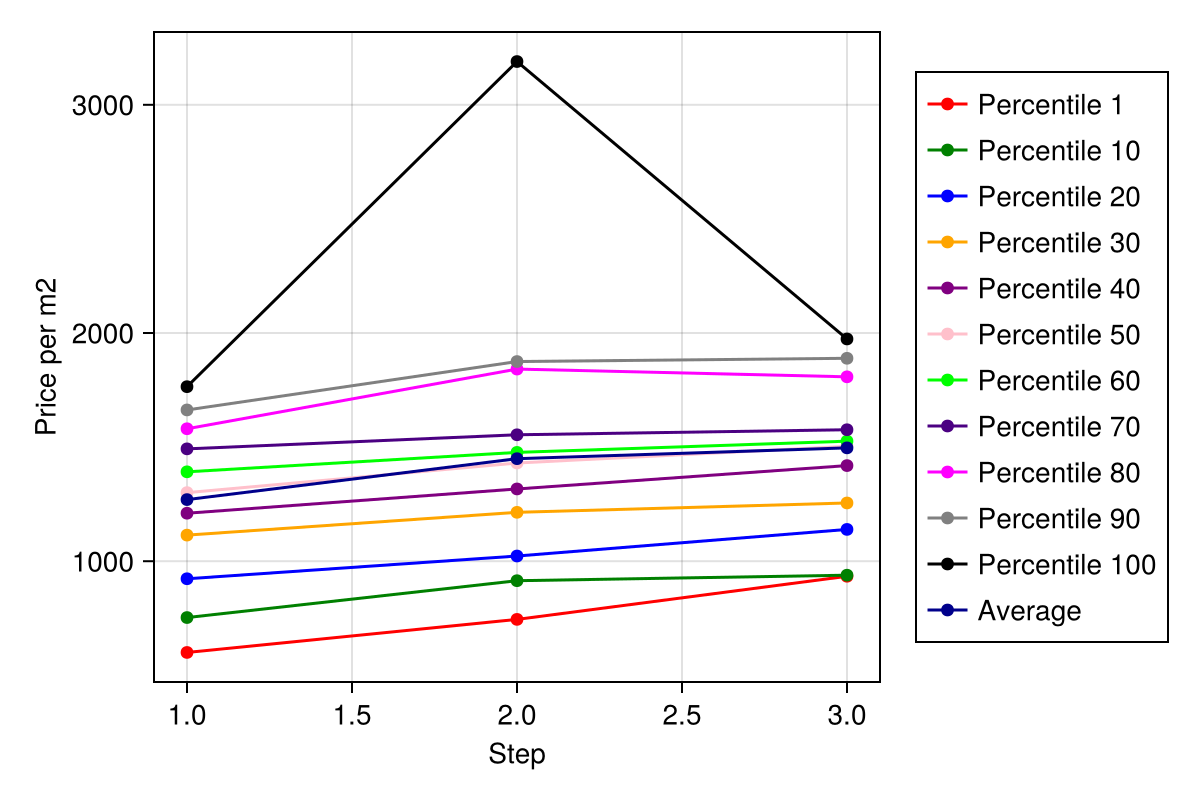 3000
2000
1000
Price per m2
1.0 1.5 2.0 2.5 3.0
Step
Percentile 1
Percentile 10
Percentile 20
Percentile 30
Percentile 40
Percentile 50
Percentile 60
Percentile 70
Percentile 80
Percentile 90
Percentile 100
Average